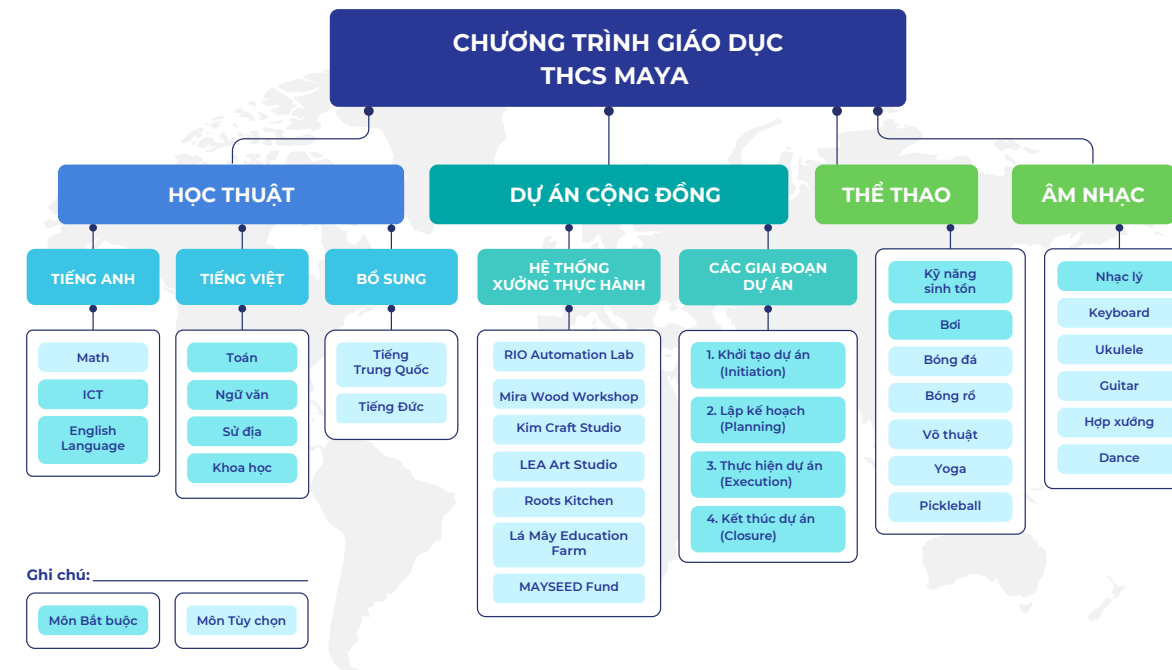 CHƯƠNG TRÌNH GIÁO DỤC
THCS MAYA
HỌC THUẬT
DỰ ÁN CỘNG ĐỒNG
THỂ THAO
ÂM NHẠC
TIẾNG ANH
TIẾNG VIỆT
BỔ SUNG
HỆ THỐNG
XƯỞNG THỰC HÀNH
CÁC GIAI ĐOẠN
DỰ ÁN
Math
ICT
English
Language
Toán
Ngữ văn
Sử địa
Khoa học
Tiếng
Trung Quốc
Tiếng Đức
RIO Automation Lab
Mira Wood Workshop
Kim Craft Studio
LEA Art Studio
Roots Kitchen
Lá Mây Education
Farm
MAYSEED Fund
1. Khởi tạo dự án
(Initiation)
2. Lập kế hoạch
(Planning)
3. Thực hiện dự án
(Execution)
4. Kết thúc dự án
(Closure)
Kỹ năng
sinh tồn
Bơi
Bóng đá
Bóng rổ
Võ thuật
Yoga
Pickleball
Nhạc lý
Keyboard
Ukulele
Guitar
Hợp xướng
Dance
Ghi chú:
Môn Bắt buộc
Môn Tùy chọn